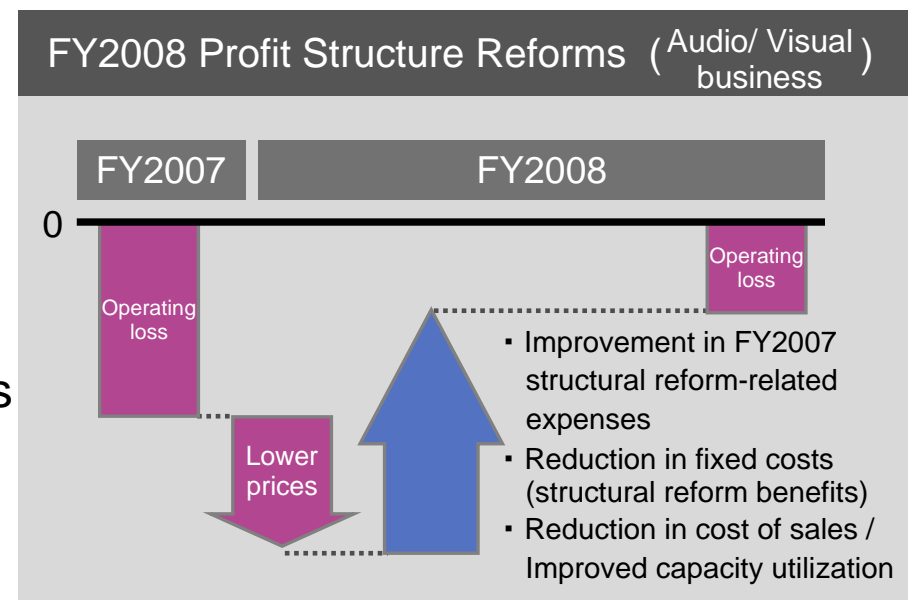 FY2008 Profit Structure Reforms (Audio/ Visual business)
FY2007
FY2008
0
Operating
loss
Operating
loss
s
Lower
prices
・Improvement in FY2007
structural reform-related
expenses
・Reduction in fixed costs
(structural reform benefits)
・Reduction in cost of sales /
Improved capacity utilization